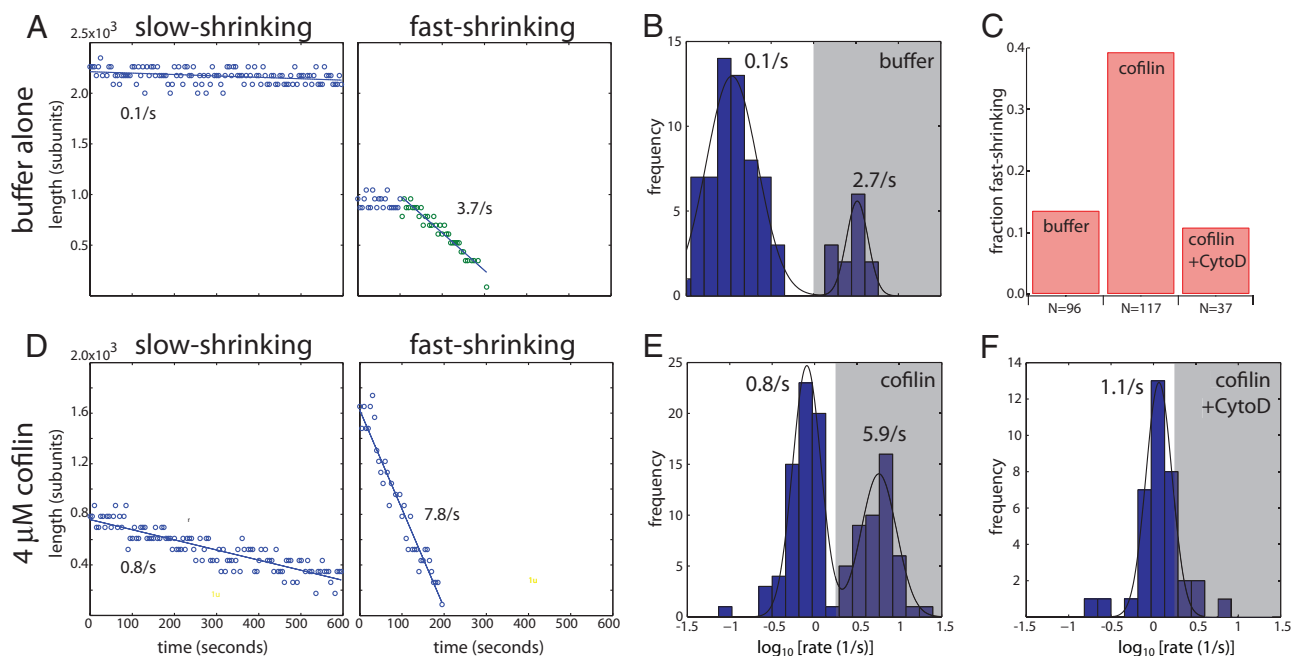 A
slow-shrinking
fast-shrinking
buffer alone
length (subunits)
2.5x10³
2.0
1.5
1.0
0.5
0.1/s
3.7/s
B
frequency
15
10
5
0
0.1/s
2.7/s
buffer
C
fraction fast-shrinking
0.4
0.3
0.2
0.1
0.0
buffer
cofilin
cofilin
+CytoD
N=96
N=117
N=37
D
slow-shrinking
fast-shrinking
4 μM cofilin
length (subunits)
2.0x10³
1.6
1.2
0.8
0.4
0.8/s
1u
7.8/s
1u
0 100 200 300 400 500 600
0 100 200 300 400 500 600
time (seconds)
time (seconds)
E
frequency
25
20
15
10
5
0
0.8/s
5.9/s
cofilin
-1.5 -1 -0.5 0 0.5 1 1.5
log₁₀ [rate (1/s)]
F
frequency
14
12
10
8
6
4
2
0
1.1/s
cofilin
+CytoD
-1.5 -1 -0.5 0 0.5 1 1.5
log₁₀ [rate (1/s)]